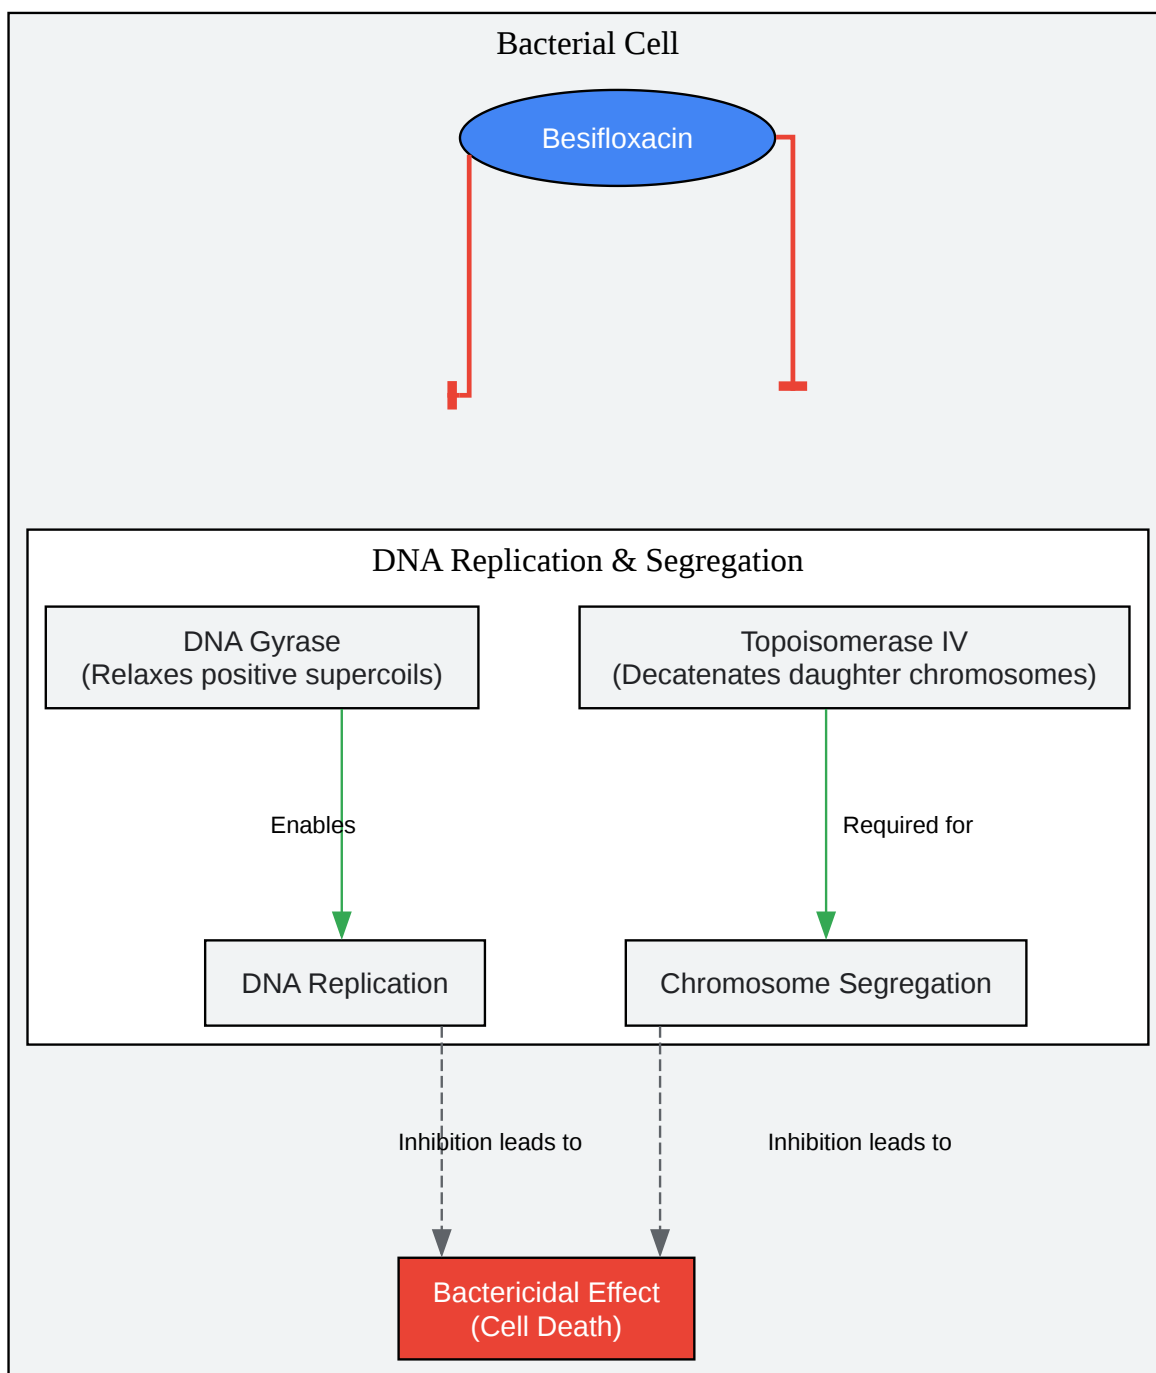 Bacterial Cell
Besifloxacin
DNA Replication & Segregation
DNA Gyrase
(Relaxes positive supercoils)
Topoisomerase IV
(Decatenates daughter chromosomes)
Enables
Required for
DNA Replication
Chromosome Segregation
Inhibition leads to
Inhibition leads to
Bactericidal Effect
(Cell Death)